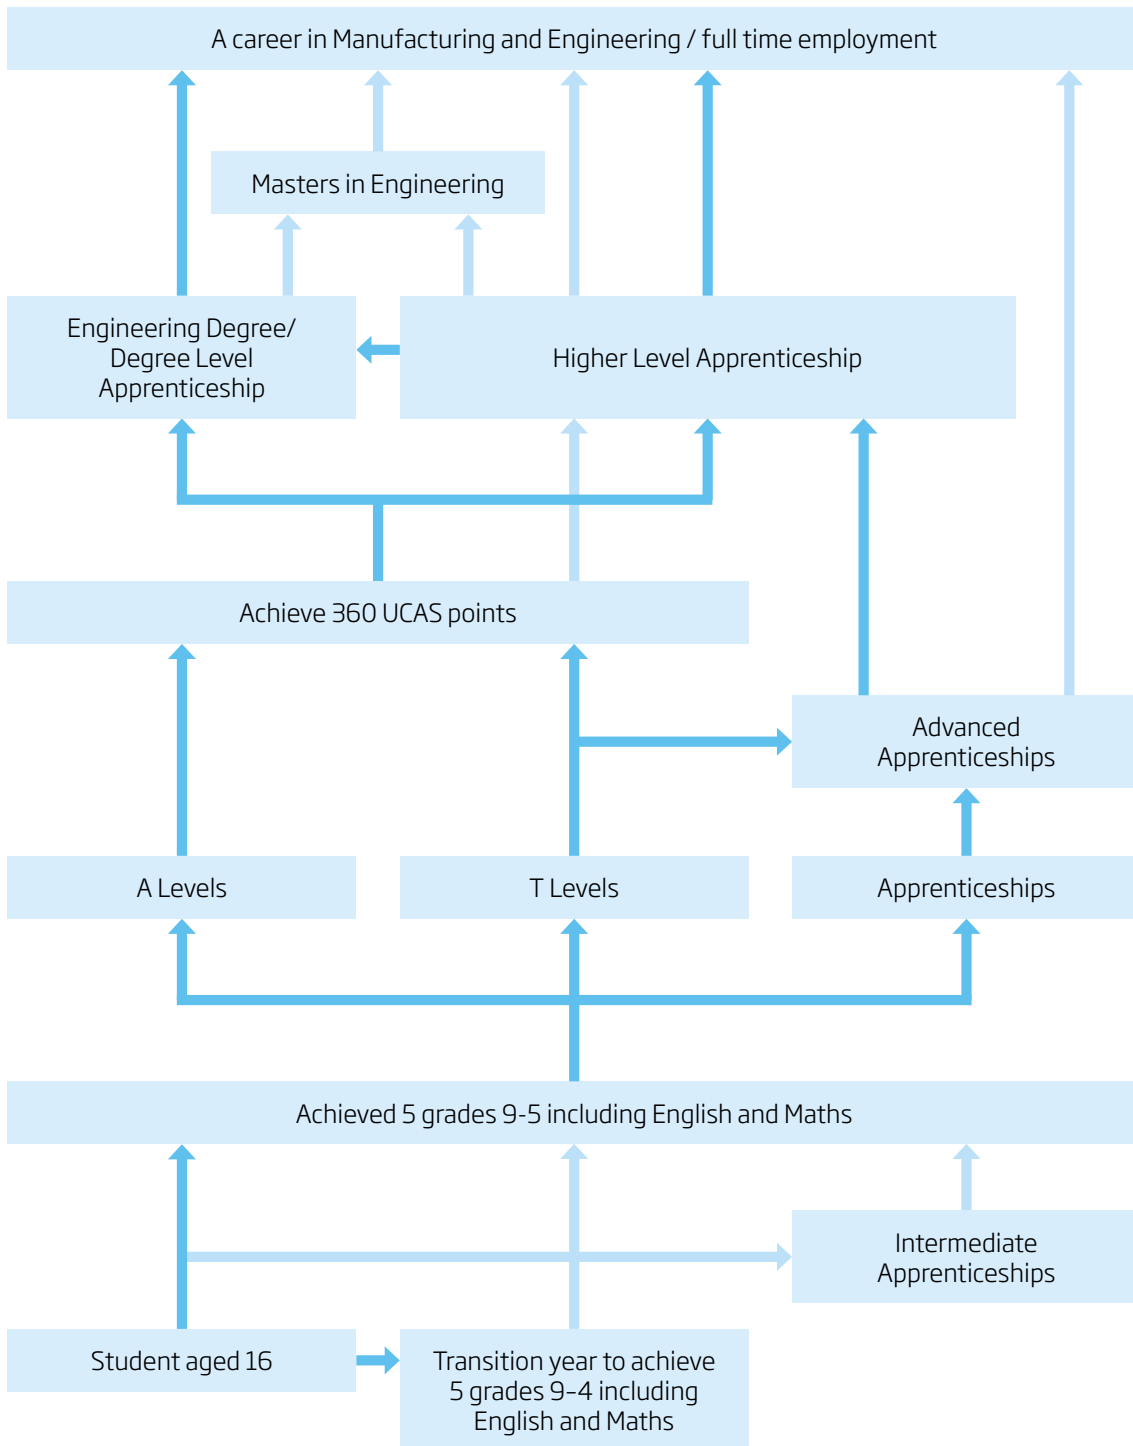 A career in Manufacturing and Engineering / full time employment
Masters in Engineering
Engineering Degree/
Degree Level
Apprenticeship
Higher Level Apprenticeship
Achieve 360 UCAS points
Advanced
Apprenticeships
A Levels
T Levels
Apprenticeships
Achieved 5 grades 9-5 including English and Maths
Intermediate
Apprenticeships
Student aged 16
Transition year to achieve
5 grades 9–4 including
English and Maths